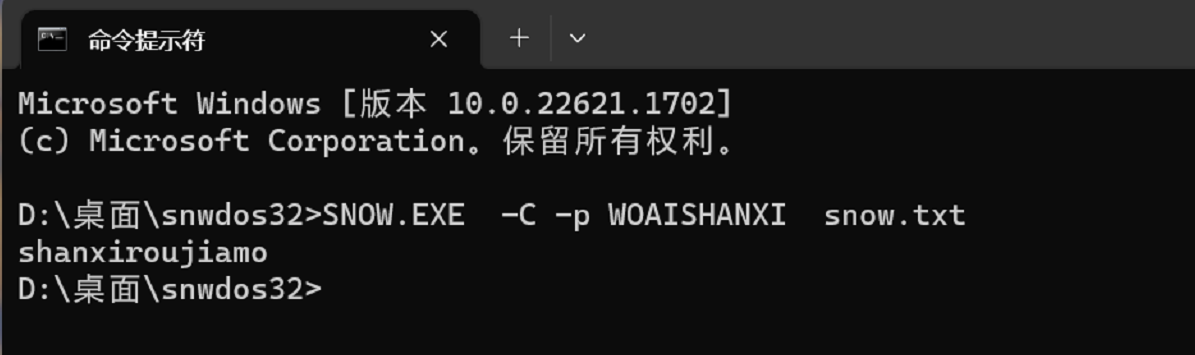 命令提示符
Microsoft Windows [版本 10.0.22621.1702]
(c) Microsoft Corporation。保留所有权利。
D:\桌面\snwdos32>SNOW.EXE  -C -p WOAISHANXI  snow.txt
shanxiroujiamo
D:\桌面\snwdos32>